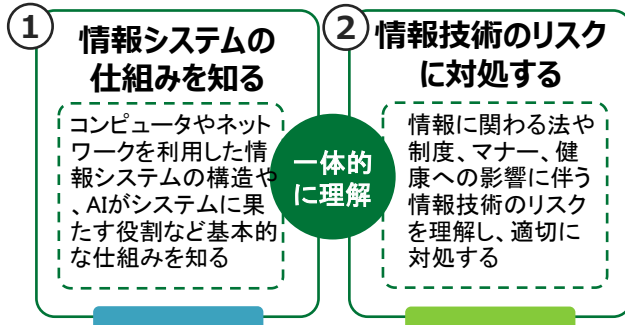 ①
情報システムの
仕組みを知る
コンピュータやネット
ワークを利用した情
報システムの構造や
、AIがシステムに果
たす役割など基本的
な仕組みを知る
一体的
に理解
②
情報技術のリスク
に対処する
情報に関わる法や
制度、マナー、健
康への影響に伴う
情報技術のリスク
を理解し、適切に
対処する